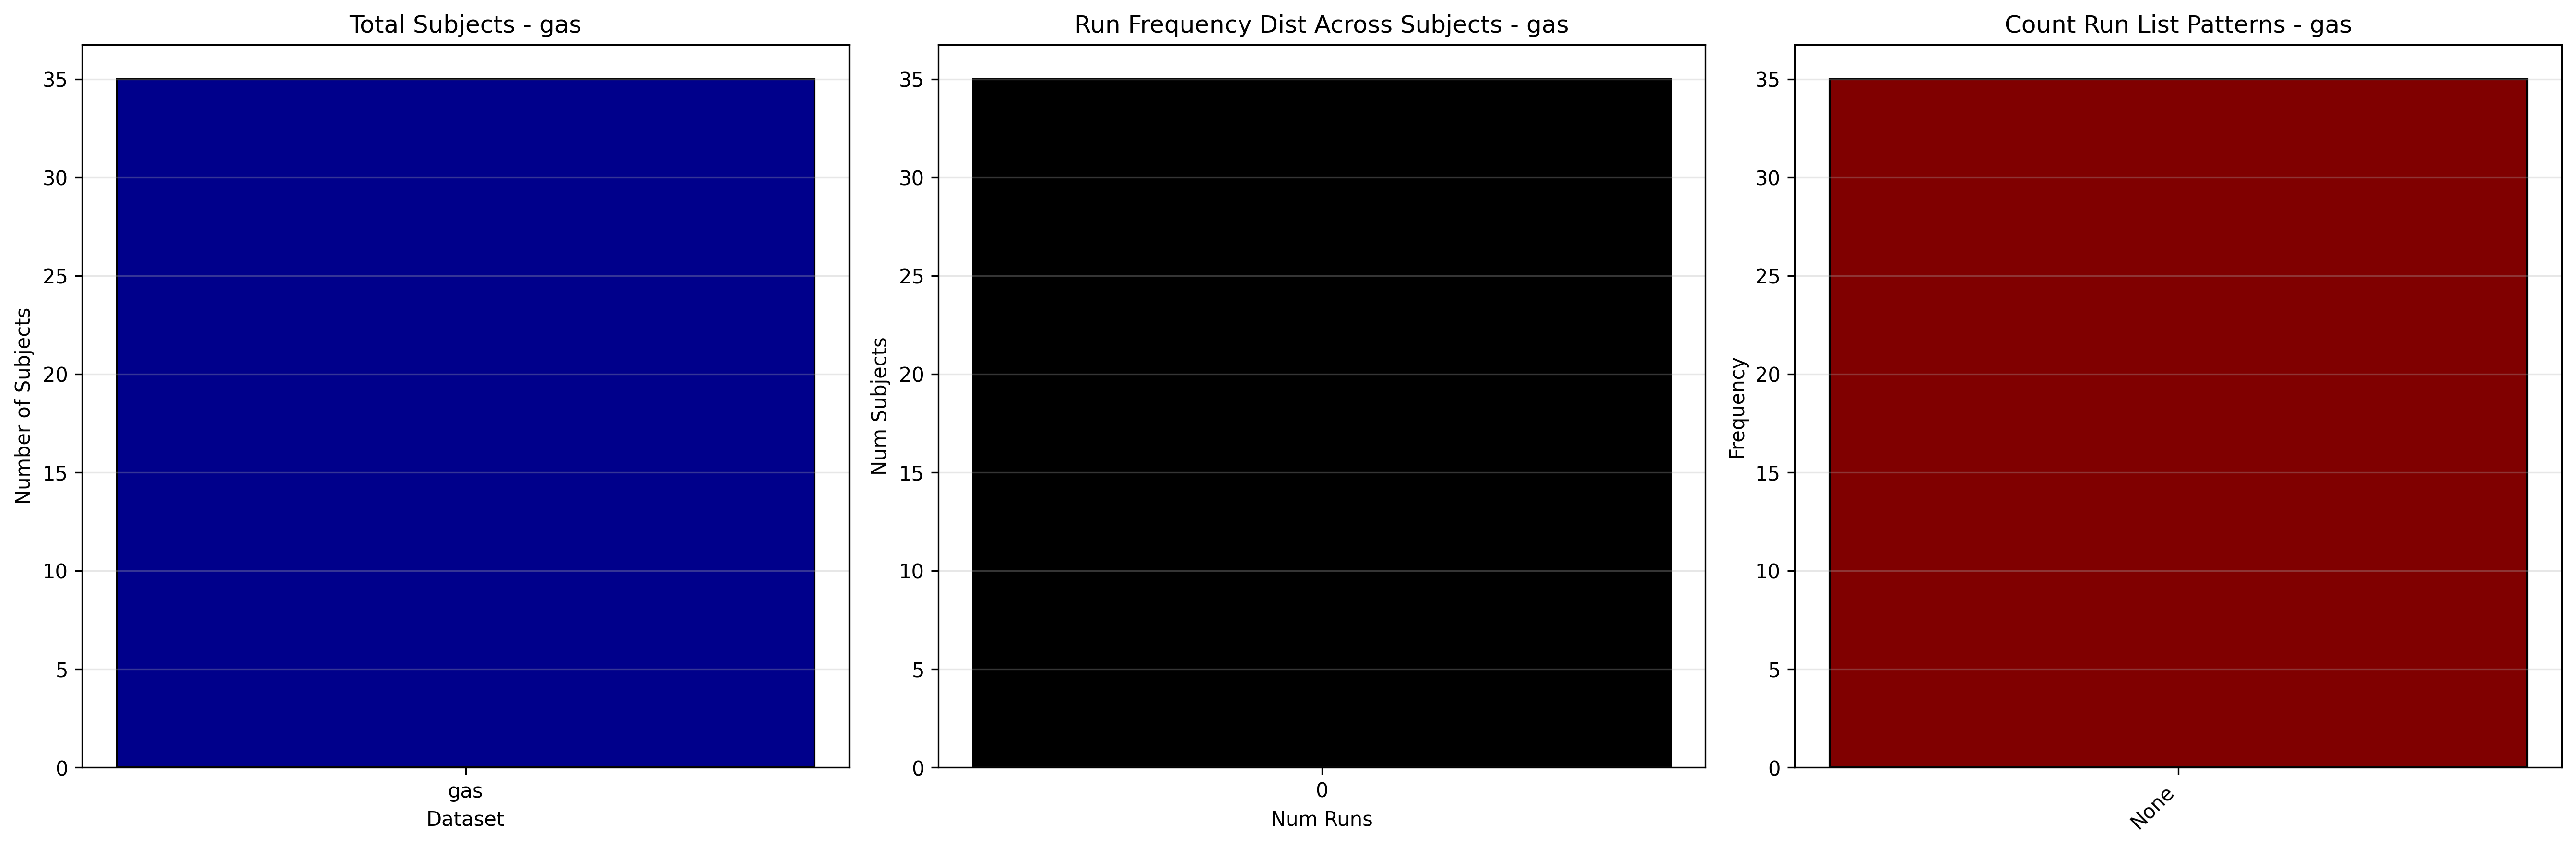 Total Subjects - gas
Number of Subjects
35
30
25
20
15
10
5
0
gas
Dataset
Run Frequency Dist Across Subjects - gas
Num Subjects
35
30
25
20
15
10
5
0
0
Num Runs
Count Run List Patterns - gas
Frequency
35
30
25
20
15
10
5
0
None